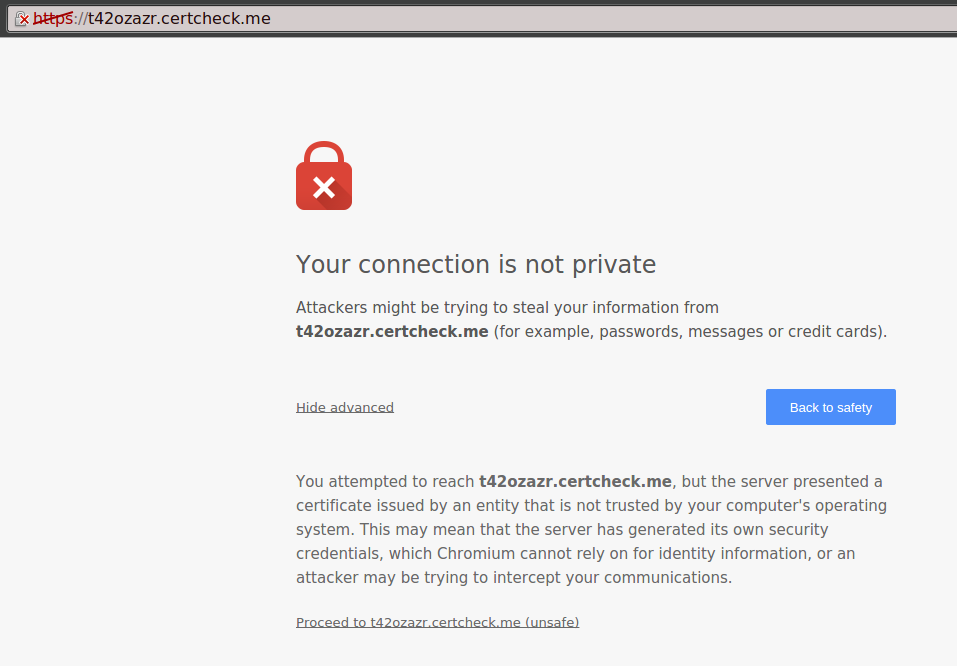 https://t42ozazr.certcheck.me
Your connection is not private
Attackers might be trying to steal your information from
t42ozazr.certcheck.me (for example, passwords, messages or credit cards).
Hide advanced
Back to safety
You attempted to reach t42ozazr.certcheck.me, but the server presented a
certificate issued by an entity that is not trusted by your computer's operating
system. This may mean that the server has generated its own security
credentials, which Chromium cannot rely on for identity information, or an
attacker may be trying to intercept your communications.
Proceed to t42ozazr.certcheck.me (unsafe)